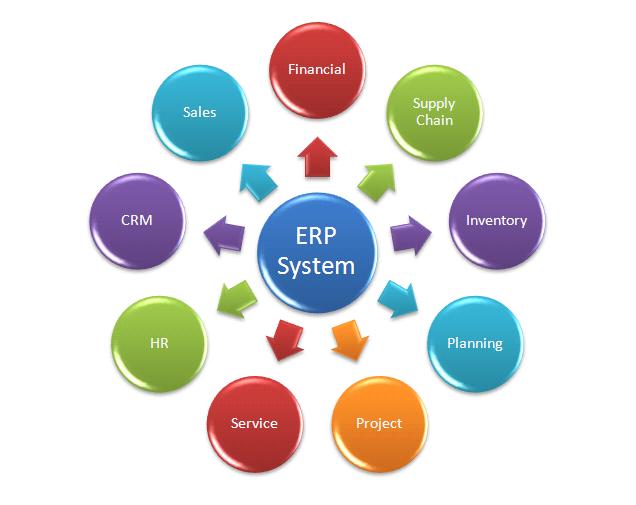 Financial
Supply
Chain
Sales
CRM
Inventory
ERP
System
HR
Planning
Service
Project